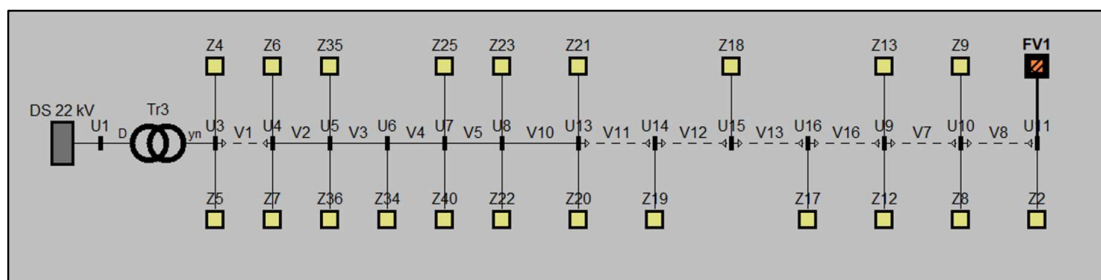 Z4 Z6 Z35 Z25 Z23 Z21 Z18 Z13 Z9 FV1
DS 22 kV Tr3
U1 D yn U3 V1 U4 V2 U5 V3 U6 V4 U7 V5 U8 V10 U13 V11 U14 V12 U15 V13 U16 V16 U9 V7 U10 V8 U11
Z5 Z7 Z36 Z34 Z40 Z22 Z20 Z19 Z17 Z12 Z8 Z2